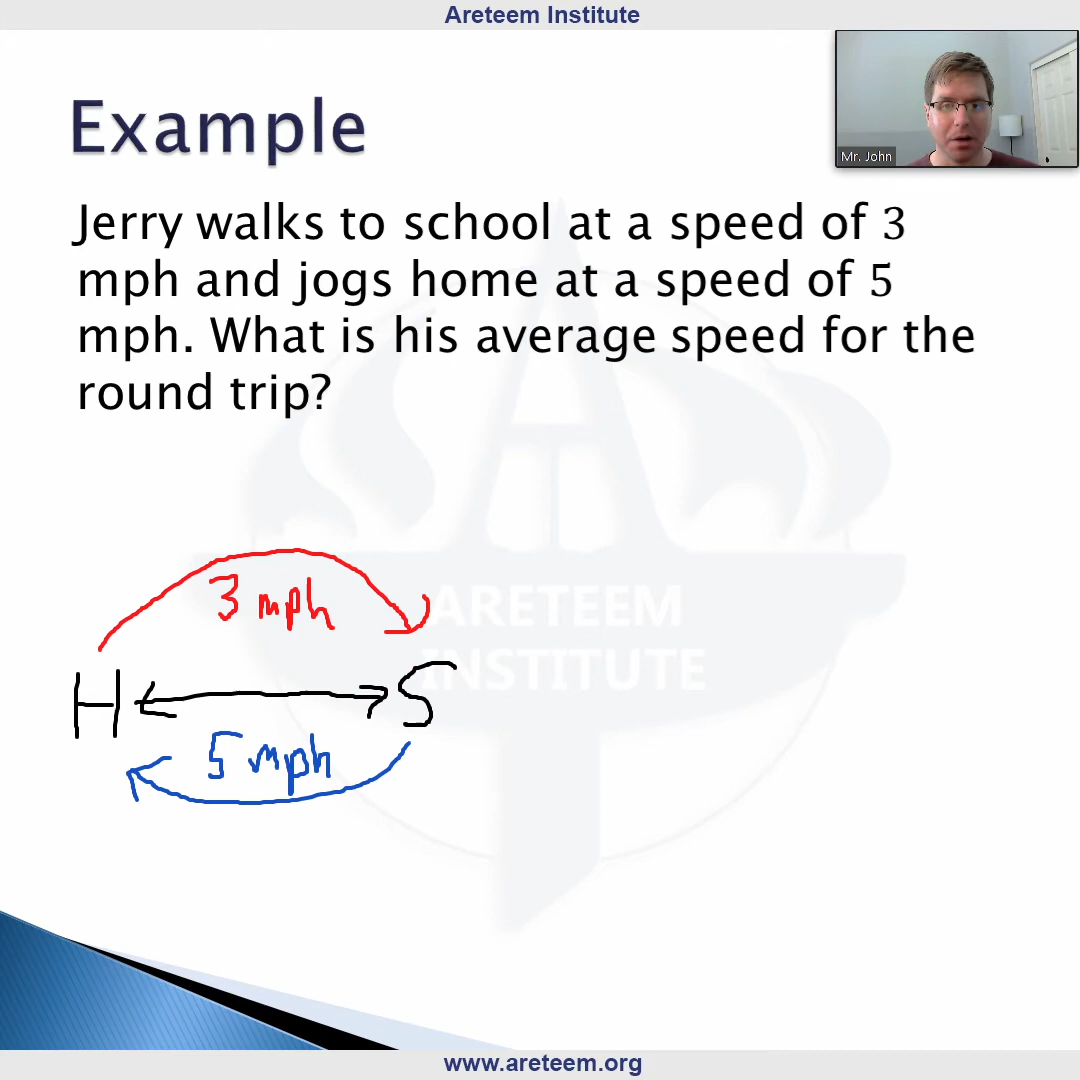 Areteem Institute
Example
Mr. John
Jerry walks to school at a speed of 3
mph and jogs home at a speed of 5
mph. What is his average speed for the
round trip?
3 mph
ARETEEM
INSTITUTE
H S
5 mph
www.areteem.org